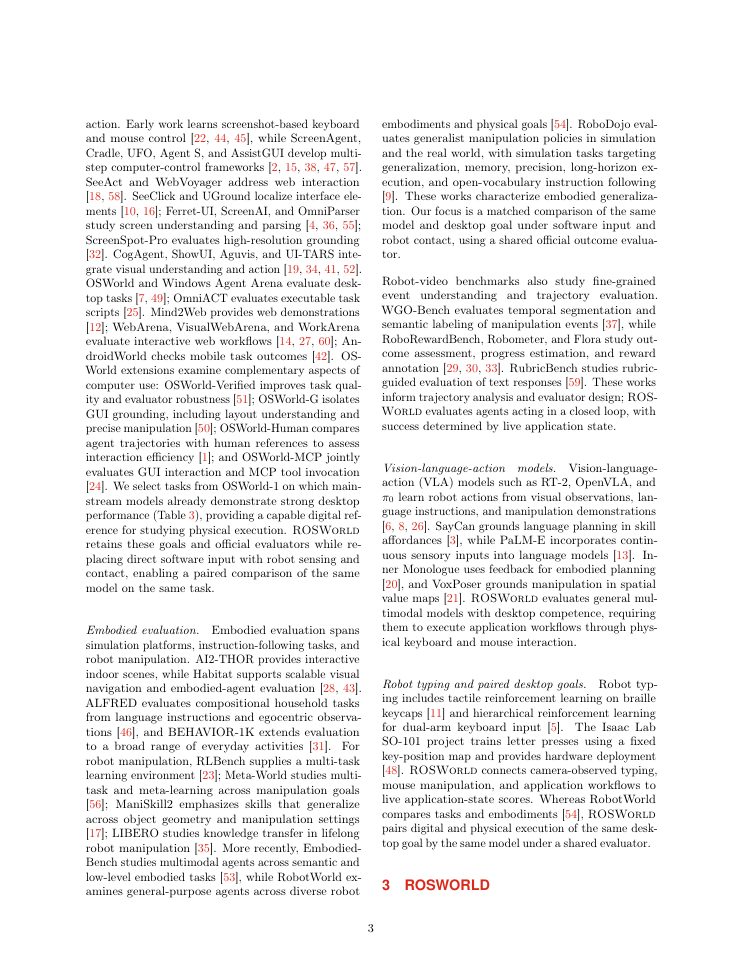 action. Early work learns screenshot-based keyboard
and mouse control [22, 44, 45], while ScreenAgent,
Cradle, UFO, Agent S, and AssistGUI develop multi-
step computer-control frameworks [2, 15, 38, 47, 57].
SeeAct and WebVoyager address web interaction
[18, 58]. SeeClick and UGround localize interface ele-
ments [10, 16]; Ferret-UI, ScreenAI, and OmniParser
study screen understanding and parsing [4, 36, 55];
ScreenSpot-Pro evaluates high-resolution grounding
[32]. CogAgent, ShowUI, Aguvis, and UI-TARS inte-
grate visual understanding and action [19, 34, 41, 52].
OSWorld and Windows Agent Arena evaluate desk-
top tasks [7, 49]; OmniACT evaluates executable task
scripts [25]. Mind2Web provides web demonstrations
[12]; WebArena, VisualWebArena, and WorkArena
evaluate interactive web workflows [14, 27, 60]; An-
droidWorld checks mobile task outcomes [42]. OS-
World extensions examine complementary aspects of
computer use: OSWorld-Verified improves task qual-
ity and evaluator robustness [51]; OSWorld-G isolates
GUI grounding, including layout understanding and
precise manipulation [50]; OSWorld-Human compares
agent trajectories with human references to assess
interaction efficiency [1]; and OSWorld-MCP jointly
evaluates GUI interaction and MCP tool invocation
[24]. We select tasks from OSWorld-1 on which main-
stream models already demonstrate strong desktop
performance (Table 3), providing a capable digital ref-
erence for studying physical execution. ROSWORLD
retains these goals and official evaluators while re-
placing direct software input with robot sensing and
contact, enabling a paired comparison of the same
model on the same task.
Embodied evaluation. Embodied evaluation spans
simulation platforms, instruction-following tasks, and
robot manipulation. AI2-THOR provides interactive
indoor scenes, while Habitat supports scalable visual
navigation and embodied-agent evaluation [28, 43].
ALFRED evaluates compositional household tasks
from language instructions and egocentric observa-
tions [46], and BEHAVIOR-1K extends evaluation
to a broad range of everyday activities [31]. For
robot manipulation, RLBench supplies a multi-task
learning environment [23]; Meta-World studies multi-
task and meta-learning across manipulation goals
[56]; ManiSkill2 emphasizes skills that generalize
across object geometry and manipulation settings
[17]; LIBERO studies knowledge transfer in lifelong
robot manipulation [35]. More recently, Embodied-
Bench studies multimodal agents across semantic and
low-level embodied tasks [53], while RobotWorld ex-
amines general-purpose agents across diverse robot
embodiments and physical goals [54]. RoboDojo eval-
uates generalist manipulation policies in simulation
and the real world, with simulation tasks targeting
generalization, memory, precision, long-horizon ex-
ecution, and open-vocabulary instruction following
[9]. These works characterize embodied generaliza-
tion. Our focus is a matched comparison of the same
model and desktop goal under software input and
robot contact, using a shared official outcome evalua-
tor.
Robot-video benchmarks also study fine-grained
event understanding and trajectory evaluation.
WGO-Bench evaluates temporal segmentation and
semantic labeling of manipulation events [37], while
RoboRewardBench, Robometer, and Flora study out-
come assessment, progress estimation, and reward
annotation [29, 30, 33]. RubricBench studies rubric-
guided evaluation of text responses [59]. These works
inform trajectory analysis and evaluator design; ROS-
WORLD evaluates agents acting in a closed loop, with
success determined by live application state.
Vision-language-action models. Vision-language-
action (VLA) models such as RT-2, OpenVLA, and
π0 learn robot actions from visual observations, lan-
guage instructions, and manipulation demonstrations
[6, 8, 26]. SayCan grounds language planning in skill
affordances [3], while PaLM-E incorporates contin-
uous sensory inputs into language models [13]. In-
ner Monologue uses feedback for embodied planning
[20], and VoxPoser grounds manipulation in spatial
value maps [21]. ROSWORLD evaluates general mul-
timodal models with desktop competence, requiring
them to execute application workflows through phys-
ical keyboard and mouse interaction.
Robot typing and paired desktop goals. Robot typ-
ing includes tactile reinforcement learning on braille
keycaps [11] and hierarchical reinforcement learning
for dual-arm keyboard input [5]. The Isaac Lab
SO-101 project trains letter presses using a fixed
key-position map and provides hardware deployment
[48]. ROSWORLD connects camera-observed typing,
mouse manipulation, and application workflows to
live application-state scores. Whereas RobotWorld
compares tasks and embodiments [54], ROSWORLD
pairs digital and physical execution of the same desk-
top goal by the same model under a shared evaluator.
3 ROSWORLD
3